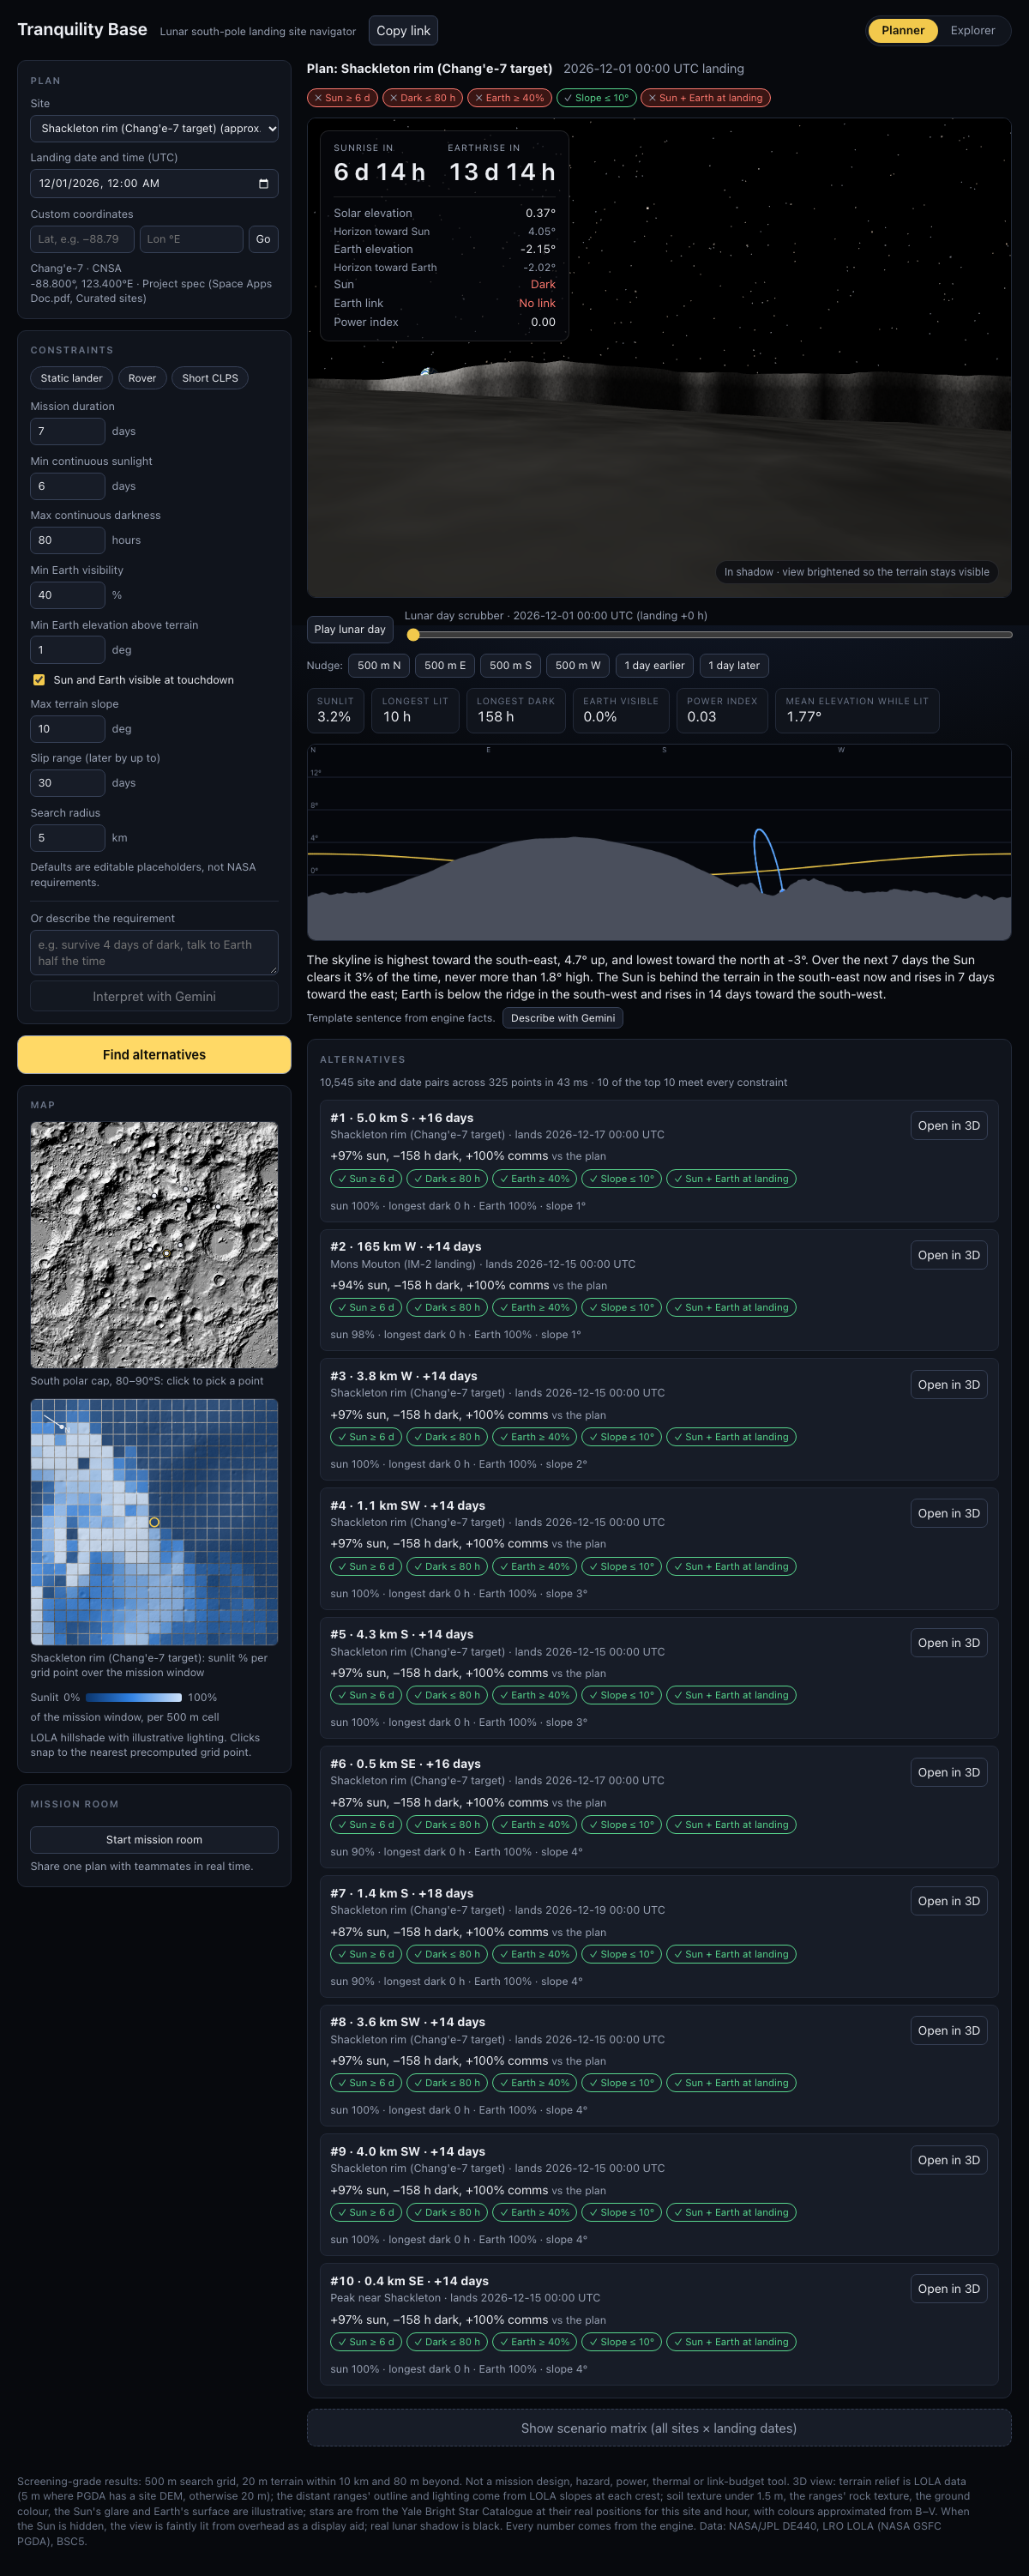 Tranquility Base
Lunar south-pole landing site navigator
Copy link
Planner
Explorer
PLAN
Site
Shackleton rim (Chang'e-7 target) (approx.
Landing date and time (UTC)
12/01/2026, 12:00 AM
Custom coordinates
Lat, e.g. −88.79
Lon °E
Go
Chang'e-7 · CNSA
-88.800°, 123.400°E · Project spec (Space Apps
Doc.pdf, Curated sites)
CONSTRAINTS
Static lander
Rover
Short CLPS
Mission duration
7 days
Min continuous sunlight
6 days
Max continuous darkness
80 hours
Min Earth visibility
40 %
Min Earth elevation above terrain
1 deg
Sun and Earth visible at touchdown
Max terrain slope
10 deg
Slip range (later by up to)
30 days
Search radius
5 km
Defaults are editable placeholders, not NASA
requirements.
Or describe the requirement
e.g. survive 4 days of dark, talk to Earth
half the time
Interpret with Gemini
Find alternatives
MAP
South polar cap, 80–90°S: click to pick a point
Shackleton rim (Chang'e-7 target): sunlit % per
grid point over the mission window
Sunlit 0% 100%
of the mission window, per 500 m cell
LOLA hillshade with illustrative lighting. Clicks
snap to the nearest precomputed grid point.
MISSION ROOM
Start mission room
Share one plan with teammates in real time.
Plan: Shackleton rim (Chang'e-7 target) 2026-12-01 00:00 UTC landing
✕ Sun ≥ 6 d ✕ Dark ≤ 80 h ✕ Earth ≥ 40% ✓ Slope ≤ 10° ✕ Sun + Earth at landing
SUNRISE IN EARTHRISE IN
6 d 14 h 13 d 14 h
Solar elevation 0.37°
Horizon toward Sun 4.05°
Earth elevation -2.15°
Horizon toward Earth -2.02°
Sun Dark
Earth link No link
Power index 0.00
In shadow · view brightened so the terrain stays visible
Play lunar day
Lunar day scrubber · 2026-12-01 00:00 UTC (landing +0 h)
Nudge: 500 m N 500 m E 500 m S 500 m W 1 day earlier 1 day later
SUNLIT
3.2%
LONGEST LIT
10 h
LONGEST DARK
158 h
EARTH VISIBLE
0.0%
POWER INDEX
0.03
MEAN ELEVATION WHILE LIT
1.77°
N E S W
12°
8°
4°
0°
The skyline is highest toward the south-east, 4.7° up, and lowest toward the north at -3°. Over the next 7 days the Sun
clears it 3% of the time, never more than 1.8° high. The Sun is behind the terrain in the south-east now and rises in 7 days
toward the east; Earth is below the ridge in the south-west and rises in 14 days toward the south-west.
Template sentence from engine facts. Describe with Gemini
ALTERNATIVES
10,545 site and date pairs across 325 points in 43 ms · 10 of the top 10 meet every constraint
#1 · 5.0 km S · +16 days
Open in 3D
Shackleton rim (Chang'e-7 target) · lands 2026-12-17 00:00 UTC
+97% sun, −158 h dark, +100% comms vs the plan
✓ Sun ≥ 6 d ✓ Dark ≤ 80 h ✓ Earth ≥ 40% ✓ Slope ≤ 10° ✓ Sun + Earth at landing
sun 100% · longest dark 0 h · Earth 100% · slope 1°
#2 · 165 km W · +14 days
Open in 3D
Mons Mouton (IM-2 landing) · lands 2026-12-15 00:00 UTC
+94% sun, −158 h dark, +100% comms vs the plan
✓ Sun ≥ 6 d ✓ Dark ≤ 80 h ✓ Earth ≥ 40% ✓ Slope ≤ 10° ✓ Sun + Earth at landing
sun 98% · longest dark 0 h · Earth 100% · slope 1°
#3 · 3.8 km W · +14 days
Open in 3D
Shackleton rim (Chang'e-7 target) · lands 2026-12-15 00:00 UTC
+97% sun, −158 h dark, +100% comms vs the plan
✓ Sun ≥ 6 d ✓ Dark ≤ 80 h ✓ Earth ≥ 40% ✓ Slope ≤ 10° ✓ Sun + Earth at landing
sun 100% · longest dark 0 h · Earth 100% · slope 2°
#4 · 1.1 km SW · +14 days
Open in 3D
Shackleton rim (Chang'e-7 target) · lands 2026-12-15 00:00 UTC
+97% sun, −158 h dark, +100% comms vs the plan
✓ Sun ≥ 6 d ✓ Dark ≤ 80 h ✓ Earth ≥ 40% ✓ Slope ≤ 10° ✓ Sun + Earth at landing
sun 100% · longest dark 0 h · Earth 100% · slope 3°
#5 · 4.3 km S · +14 days
Open in 3D
Shackleton rim (Chang'e-7 target) · lands 2026-12-15 00:00 UTC
+97% sun, −158 h dark, +100% comms vs the plan
✓ Sun ≥ 6 d ✓ Dark ≤ 80 h ✓ Earth ≥ 40% ✓ Slope ≤ 10° ✓ Sun + Earth at landing
sun 100% · longest dark 0 h · Earth 100% · slope 3°
#6 · 0.5 km SE · +16 days
Open in 3D
Shackleton rim (Chang'e-7 target) · lands 2026-12-17 00:00 UTC
+87% sun, −158 h dark, +100% comms vs the plan
✓ Sun ≥ 6 d ✓ Dark ≤ 80 h ✓ Earth ≥ 40% ✓ Slope ≤ 10° ✓ Sun + Earth at landing
sun 90% · longest dark 0 h · Earth 100% · slope 4°
#7 · 1.4 km S · +18 days
Open in 3D
Shackleton rim (Chang'e-7 target) · lands 2026-12-19 00:00 UTC
+87% sun, −158 h dark, +100% comms vs the plan
✓ Sun ≥ 6 d ✓ Dark ≤ 80 h ✓ Earth ≥ 40% ✓ Slope ≤ 10° ✓ Sun + Earth at landing
sun 90% · longest dark 0 h · Earth 100% · slope 4°
#8 · 3.6 km SW · +14 days
Open in 3D
Shackleton rim (Chang'e-7 target) · lands 2026-12-15 00:00 UTC
+97% sun, −158 h dark, +100% comms vs the plan
✓ Sun ≥ 6 d ✓ Dark ≤ 80 h ✓ Earth ≥ 40% ✓ Slope ≤ 10° ✓ Sun + Earth at landing
sun 100% · longest dark 0 h · Earth 100% · slope 4°
#9 · 4.0 km SW · +14 days
Open in 3D
Shackleton rim (Chang'e-7 target) · lands 2026-12-15 00:00 UTC
+97% sun, −158 h dark, +100% comms vs the plan
✓ Sun ≥ 6 d ✓ Dark ≤ 80 h ✓ Earth ≥ 40% ✓ Slope ≤ 10° ✓ Sun + Earth at landing
sun 100% · longest dark 0 h · Earth 100% · slope 4°
#10 · 0.4 km SE · +14 days
Open in 3D
Peak near Shackleton · lands 2026-12-15 00:00 UTC
+97% sun, −158 h dark, +100% comms vs the plan
✓ Sun ≥ 6 d ✓ Dark ≤ 80 h ✓ Earth ≥ 40% ✓ Slope ≤ 10° ✓ Sun + Earth at landing
sun 100% · longest dark 0 h · Earth 100% · slope 4°
Show scenario matrix (all sites × landing dates)
Screening-grade results: 500 m search grid, 20 m terrain within 10 km and 80 m beyond. Not a mission design, hazard, power, thermal or link-budget tool. 3D view: terrain relief is LOLA data
(5 m where PGDA has a site DEM, otherwise 20 m); the distant ranges' outline and lighting come from LOLA slopes at each crest; soil texture under 1.5 m, the ranges' rock texture, the ground
colour, the Sun's glare and Earth's surface are illustrative; stars are from the Yale Bright Star Catalogue at their real positions for this site and hour, with colours approximated from B−V. When
the Sun is hidden, the view is faintly lit from overhead as a display aid; real lunar shadow is black. Every number comes from the engine. Data: NASA/JPL DE440, LRO LOLA (NASA GSFC
PGDA), BSC5.